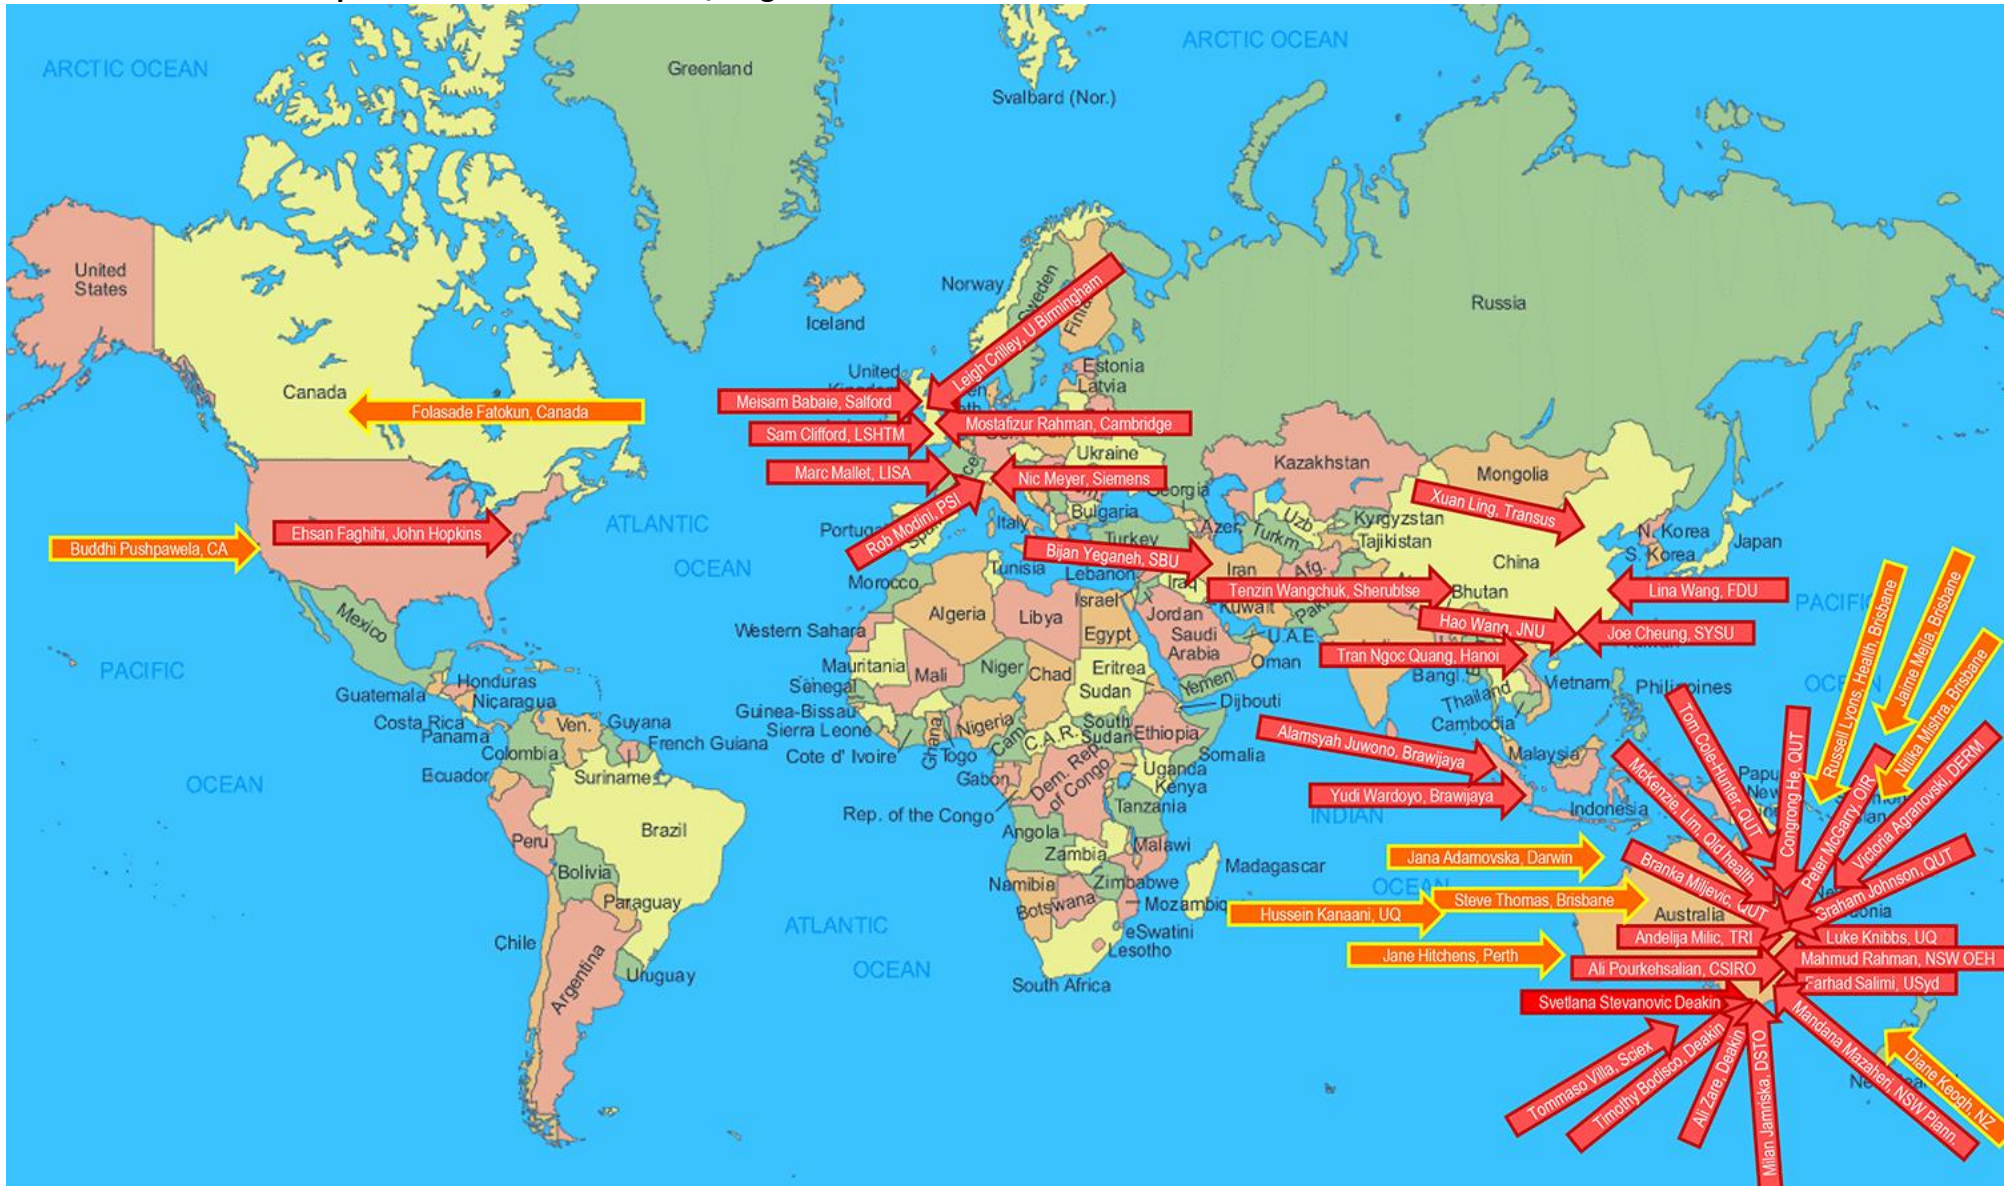 ARCTIC OCEAN
ARCTIC OCEAN
Greenland
Svalbard (Nor.)
United
States
Canada
Iceland
Norway
Sweden
Russia
Estonia
Latvia
United
Ukraine
Kazakhstan
Mongolia
Folasade Fatokun, Canada
Leigh Crilley, U Birmingham
Meisam Babaie, Salford
Mostafizur Rahman, Cambridge
Sam Clifford, LSHTM
Marc Mallet, LISA
Nic Meyer, Siemens
Rob Modini, PSI
Xuan Ling, Transus
Buddhi Pushpawela, CA
Ehsan Faghihi, John Hopkins
ATLANTIC
OCEAN
Italy
Bulgaria
Turkey
Azer.
Uzb.
Turkm.
Kyrgyzstan
Tajikistan
N. Korea
S. Korea
Japan
China
Bijan Yeganeh, SBU
Iran
Afg.
Tenzin Wangchuk, Sherubtse
Bhutan
Lina Wang, FDU
Hao Wang, JNU
Joe Cheung, SYSU
Tran Ngoc Quang, Hanoi
Morocco
Tunisia
Lebanon
Iraq
Israel
Jordan
Kuwait
Algeria
Libya
Egypt
Saudi
Arabia
U.A.E.
Oman
Western Sahara
Mauritania
Mali
Niger
Chad
Eritrea
Sudan
Yemen
Djibouti
Senegal
Guinea-Bissau
Sierra Leone
Cote d' Ivoire
Ghana
Togo
Nigeria
Cam.
C.A.R.
South
Sudan
Ethiopia
Somalia
Gabon
Rep. of the Congo
Dem. Rep.
of Congo
Uganda
Kenya
Tanzania
Angola
Zambia
Malawi
Madagascar
Namibia
Zimbabwe
Botswana
eSwatini
Lesotho
South Africa
Mexico
PACIFIC
OCEAN
Guatemala
Honduras
Nicaragua
Costa Rica
Panama
Ven.
Guyana
French Guiana
Colombia
Suriname
Ecuador
Brazil
Peru
Bolivia
Paraguay
Chile
Argentina
Uruguay
ATLANTIC
OCEAN
Bangl.
Thailand
Vietnam
Cambodia
Philippines
Malaysia
Indonesia
INDIAN
OCEAN
Alamsyah Juwono, Brawijaya
Yudi Wardoyo, Brawijaya
Jana Adamovska, Darwin
Steve Thomas, Brisbane
Hussein Kanaani, UQ
Jane Hitchens, Perth
Australia
Russell Lyons, Health, Brisbane
Jaime Mejia, Brisbane
Nitika Mishra, Brisbane
Tom Cole-Hunter, QUT
McKenzie, Lim, Qld health
Congrong He, QUT
Peter McGarry, OIR
Victoria Agranovski, DERM
Branka Miljevic, QUT
Graham Johnson, QUT
Andelija Milic, TRI
Luke Knibbs, UQ
Ali Pourkehsalian, CSIRO
Mahmud Rahman, NSW OEH
Svetlana Stevanovic Deakin
Farhad Salimi, USyd
Tommaso Villa, Sciex
Timothy Bodisco, Deakin
Ali Zare, Deakin
Milan Jamriska, DSTO
Mandana Mazaheri, NSW Plann.
Diane Keogh, NZ